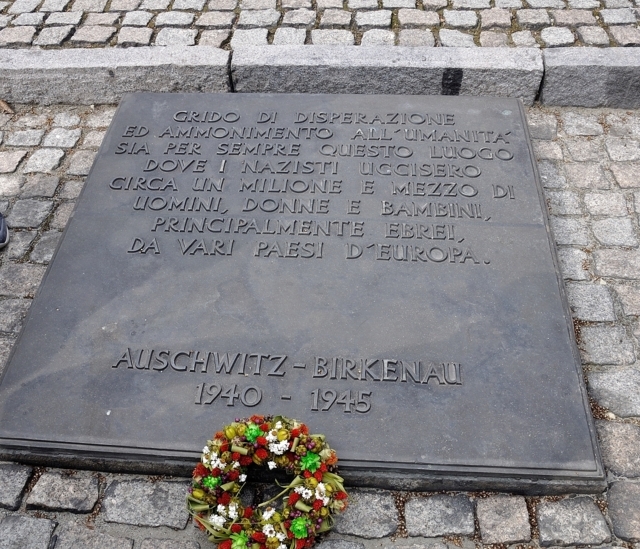 GRIDO DI DISPERAZIONE
ED AMMONIMENTO ALL'UMANITÀ
SIA PER SEMPRE QUESTO LUOGO
DOVE I NAZISTI UCCISERO
CIRCA UN MILIONE E MEZZO DI
UOMINI, DONNE E BAMBINI,
PRINCIPALMENTE EBREI,
DA VARI PAESI D'EUROPA.
AUSCHWITZ - BIRKENAU
1940 - 1945